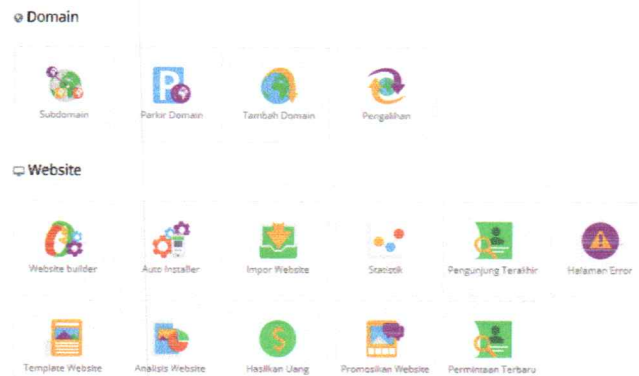 Domain
Subdomain
Parkir Domain
Tambah Domain
Pengalihan
Website
Website builder
Auto Installer
Impor Website
Statistik
Pengunjung Terakhir
Halaman Error
Template Website
Analisis Website
Hasilkan Uang
Promosikan Website
Permintaan Terbaru